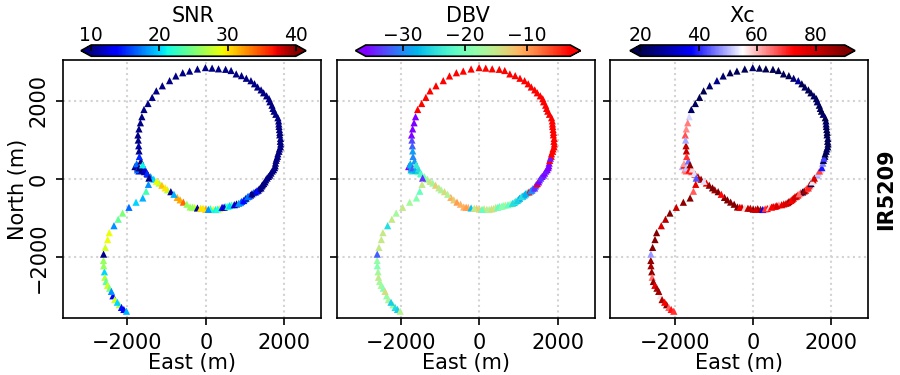 SNR
10 20 30 40
DBV
−30 −20 −10
Xc
20 40 60 80
North (m)
2000
0
−2000
−2000 0 2000
East (m)
−2000 0 2000
East (m)
−2000 0 2000
East (m)
IR5209